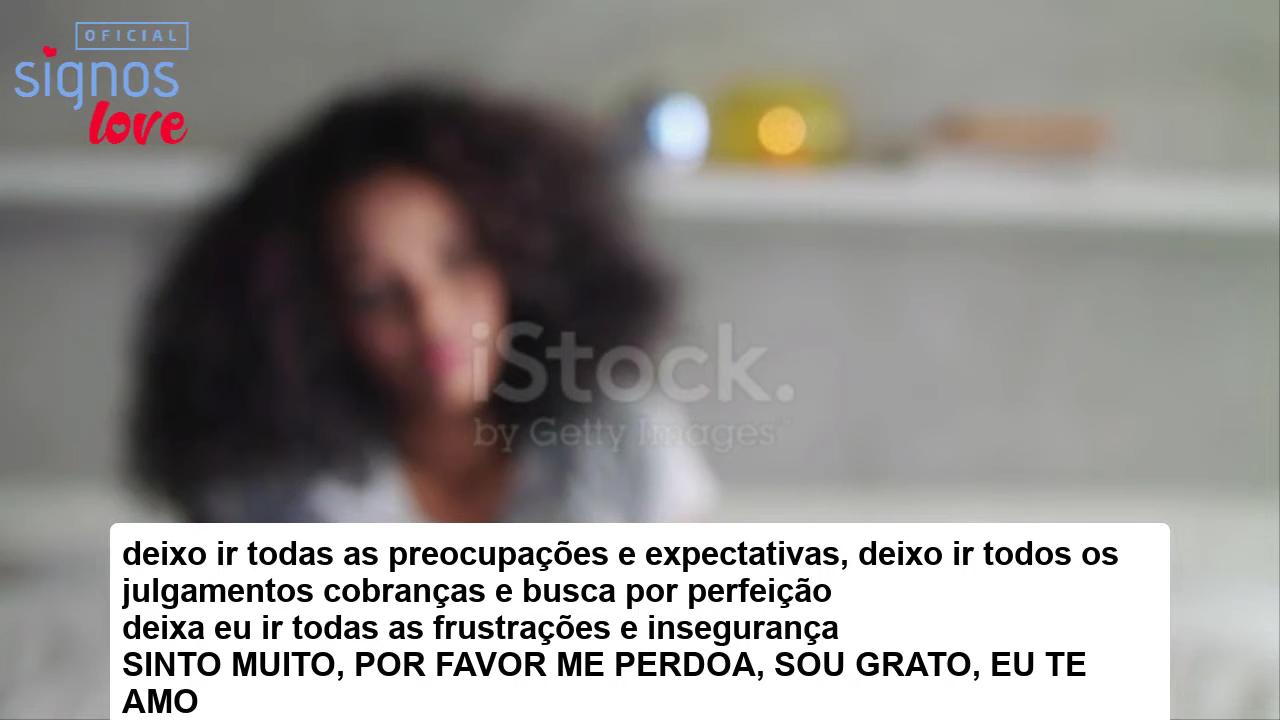 OFICIAL
signos
love
iStock.
by Getty Images™
deixo ir todas as preocupações e expectativas, deixo ir todos os
julgamentos cobranças e busca por perfeição
deixa eu ir todas as frustrações e insegurança
SINTO MUITO, POR FAVOR ME PERDOA, SOU GRATO, EU TE
AMO